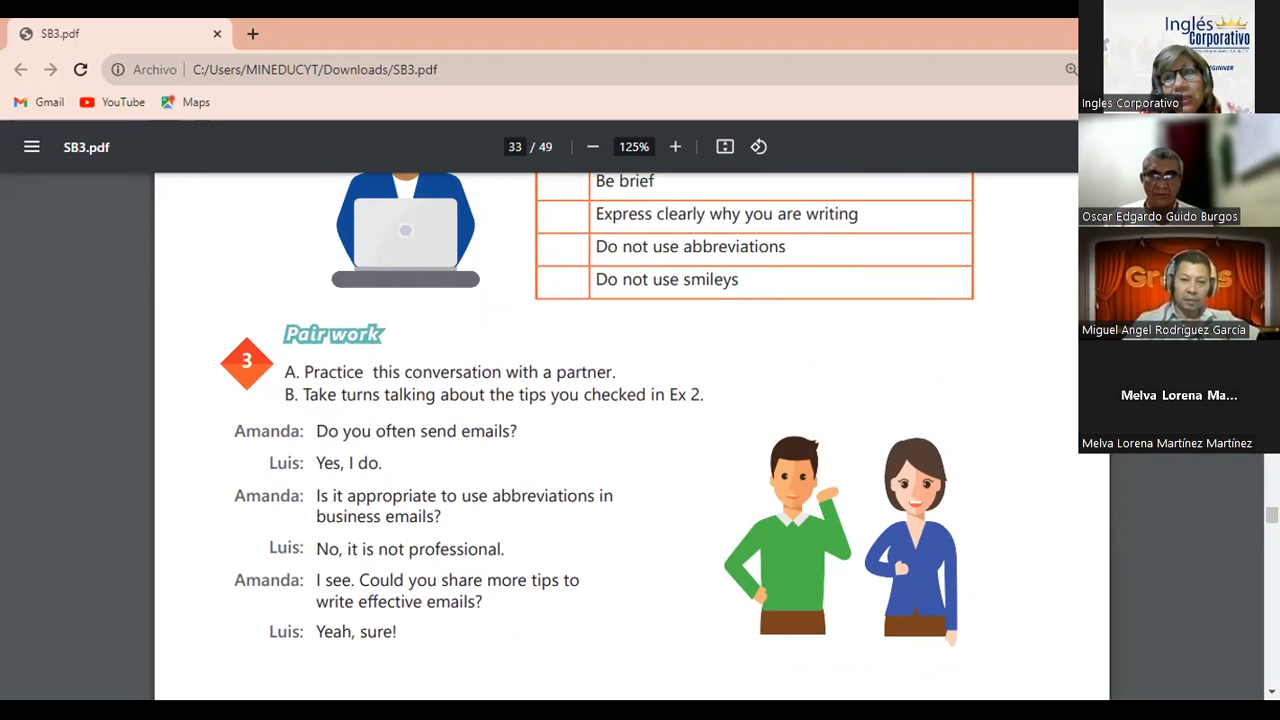 SB3.pdf
Archivo
C:/Users/MINEDUCYT/Downloads/SB3.pdf
Gmail
YouTube
Maps
SB3.pdf
33 / 49
125%
Be brief
Express clearly why you are writing
Do not use abbreviations
Do not use smileys
Pair work
3
A. Practice this conversation with a partner.
B. Take turns talking about the tips you checked in Ex 2.
Amanda: Do you often send emails?
Luis: Yes, I do.
Amanda: Is it appropriate to use abbreviations in
business emails?
Luis: No, it is not professional.
Amanda: I see. Could you share more tips to
write effective emails?
Luis: Yeah, sure!
Inglés
Corporativo
Inglés Corporativo
Oscar Edgardo Guido Burgos
Miguel Angel Rodríguez García
Melva Lorena Ma...
Melva Lorena Martínez Martínez